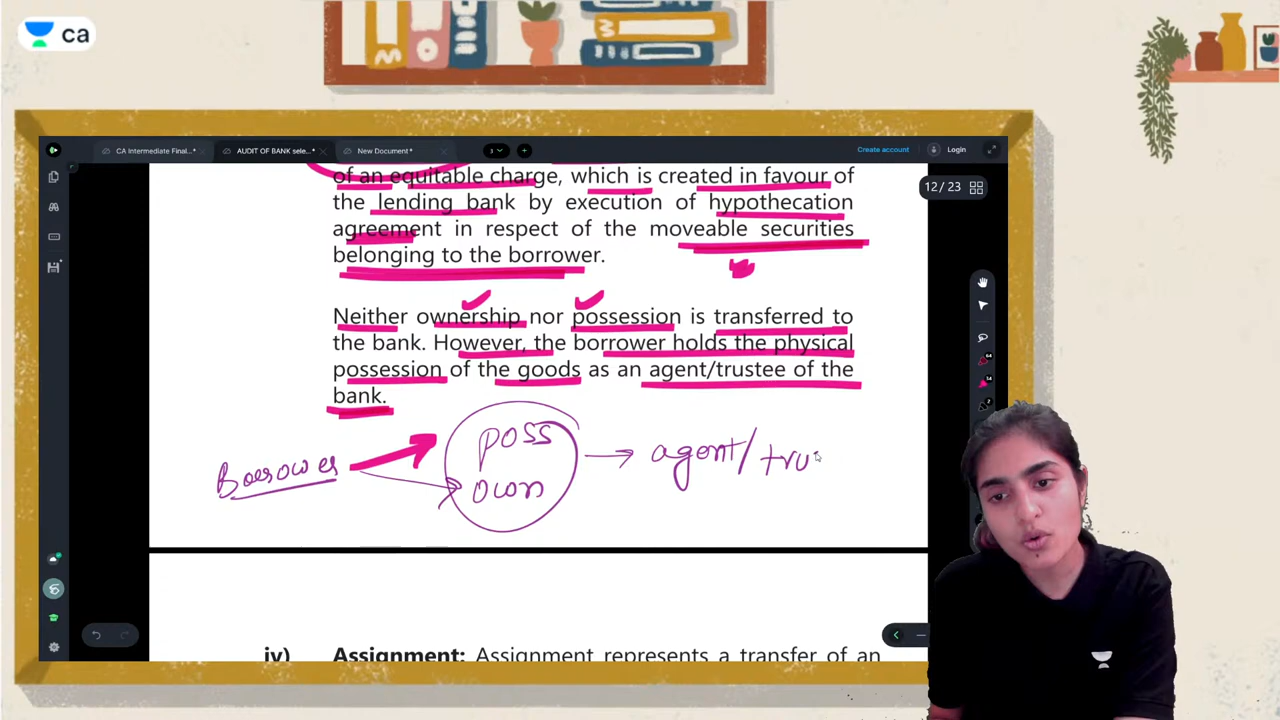 ca
CA Intermediate Final...*
AUDIT OF BANK sele...*
New Document*
3
Create account
Login
12 / 23
of an equitable charge, which is created in favour of
the lending bank by execution of hypothecation
agreement in respect of the moveable securities
belonging to the borrower.
Neither ownership nor possession is transferred to
the bank. However, the borrower holds the physical
possession of the goods as an agent/trustee of the
bank.
Borrower
poss
own
agent/tru
iv) Assignment: Assignment represents a transfer of an